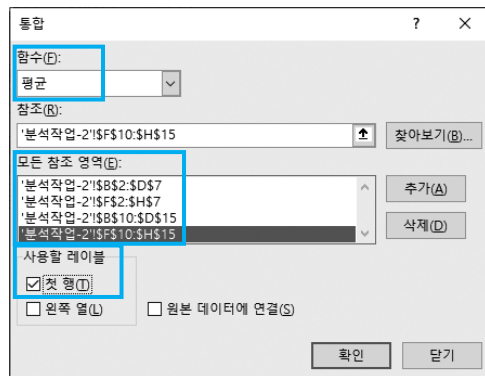 통합 ? ×
함수(F):
평균
참조(R):
'분석작업-2'!$F$10:$H$15 찾아보기(B)...
모든 참조 영역(E):
'분석작업-2'!$B$2:$D$7 추가(A)
'분석작업-2'!$F$2:$H$7
'분석작업-2'!$B$10:$D$15 삭제(D)
'분석작업-2'!$F$10:$H$15
사용할 레이블
첫 행(T)
왼쪽 열(L) 원본 데이터에 연결(S)
확인 닫기